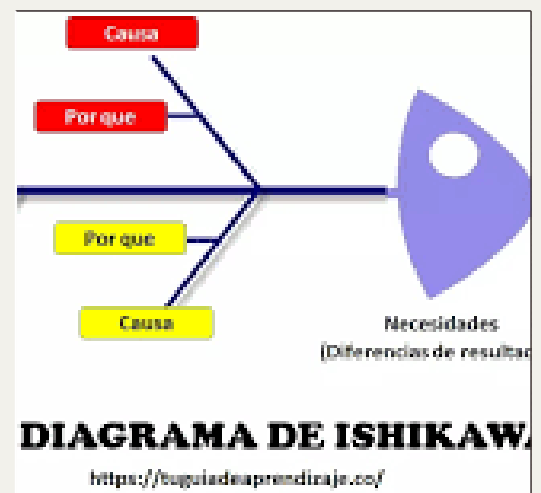 Causa
Por que
Por que
Causa
Necesidades
(Diferencias de resultad
DIAGRAMA DE ISHIKAWA
https://tuguiadeaprendizaje.co/